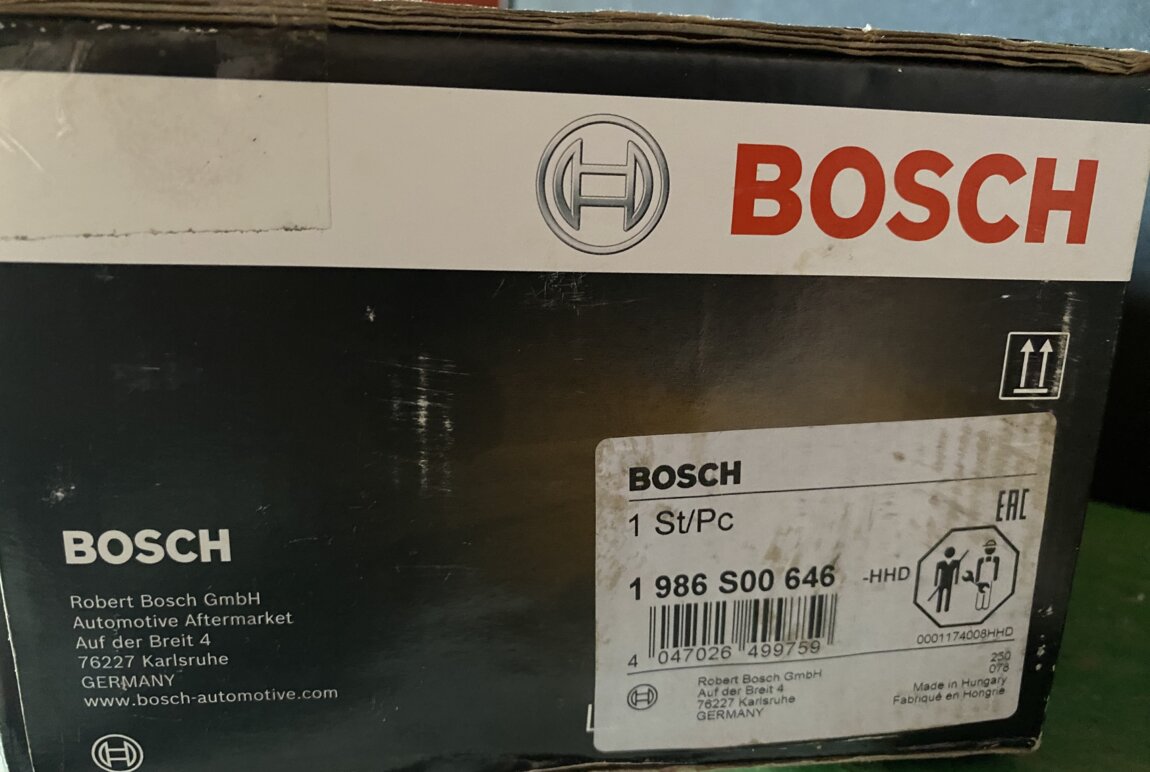 BOSCH
BOSCH
Robert Bosch GmbH
Automotive Aftermarket
Auf der Breit 4
76227 Karlsruhe
GERMANY
www.bosch-automotive.com
BOSCH
1 St/Pc
EAC
1 986 S00 646 -HHD
4 047026 499759
0001174008HHD
250
078
Robert Bosch GmbH
Auf der Breit 4
76227 Karlsruhe
GERMANY
Made in Hungary
Fabriqué en Hongrie